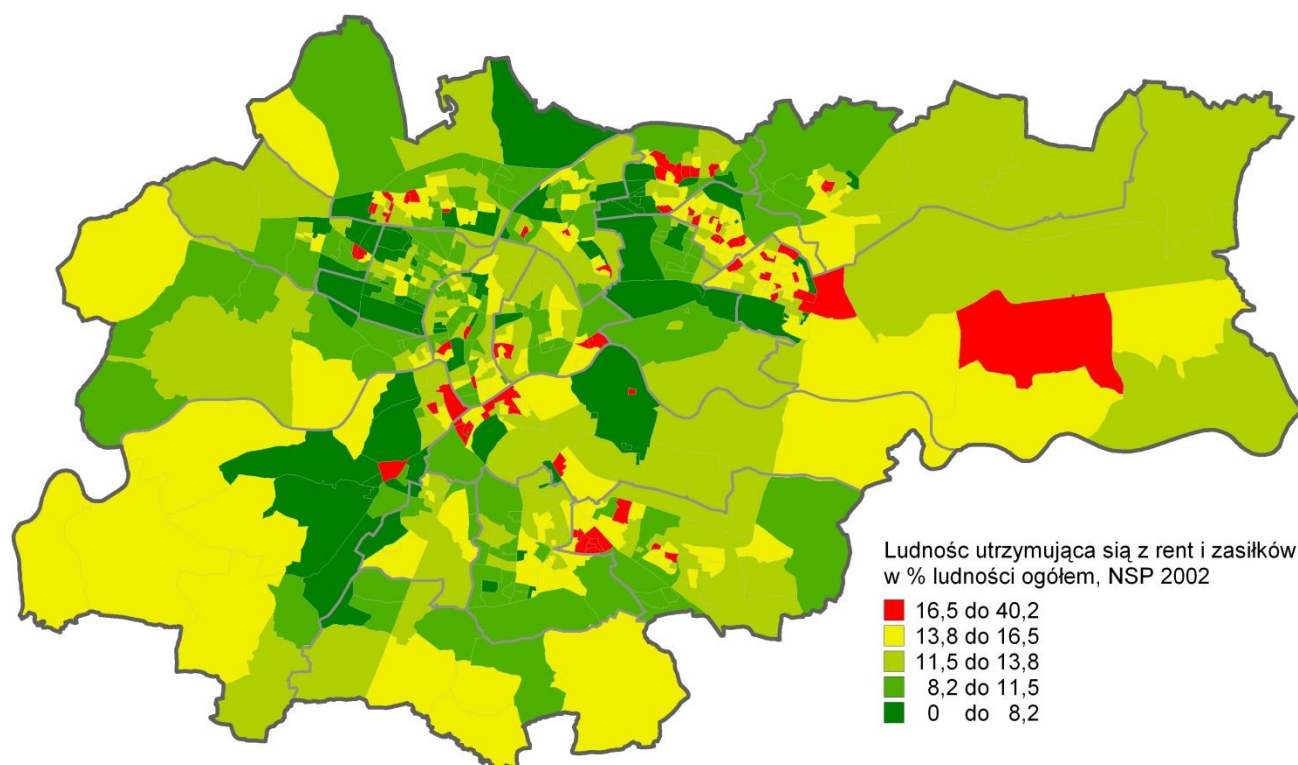 Ludnośc utrzymująca sią z rent i zasiłków
w % ludności ogółem, NSP 2002
16,5 do 40,2
13,8 do 16,5
11,5 do 13,8
8,2 do 11,5
0 do 8,2